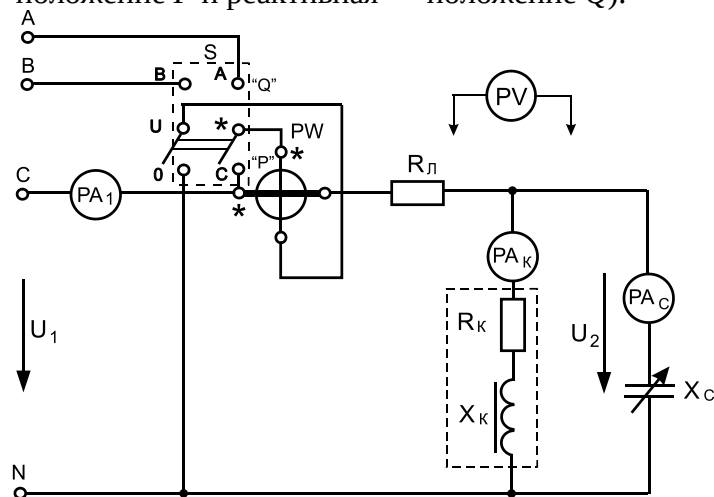 положение P и реактивная — положение Q).
A
S
B
B A "Q"
PV
U * PW
*
"P"
0 C
C
PA1
*
RЛ
PAК
PAC
U1
RК
U2
XК
XC
N